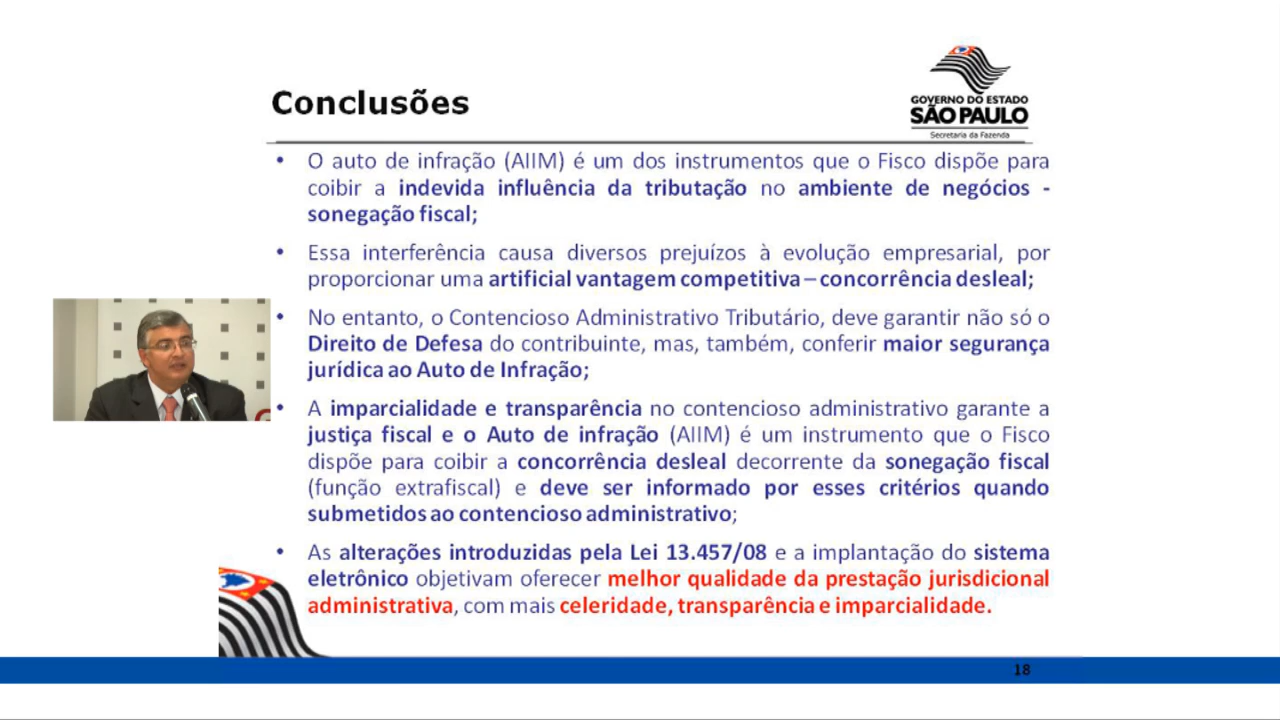 Conclusões
GOVERNO DO ESTADO
SÃO PAULO
Secretaria da Fazenda
• O auto de infração (AIIM) é um dos instrumentos que o Fisco dispõe para
coibir a indevida influência da tributação no ambiente de negócios -
sonegação fiscal;
• Essa interferência causa diversos prejuízos à evolução empresarial, por
proporcionar uma artificial vantagem competitiva – concorrência desleal;
• No entanto, o Contencioso Administrativo Tributário, deve garantir não só o
Direito de Defesa do contribuinte, mas, também, conferir maior segurança
jurídica ao Auto de Infração;
• A imparcialidade e transparência no contencioso administrativo garante a
justiça fiscal e o Auto de infração (AIIM) é um instrumento que o Fisco
dispõe para coibir a concorrência desleal decorrente da sonegação fiscal
(função extrafiscal) e deve ser informado por esses critérios quando
submetidos ao contencioso administrativo;
• As alterações introduzidas pela Lei 13.457/08 e a implantação do sistema
eletrônico objetivam oferecer melhor qualidade da prestação jurisdicional
administrativa, com mais celeridade, transparência e imparcialidade.
18